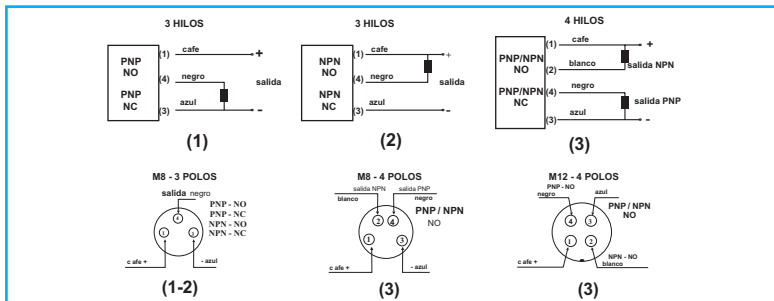 3 HILOS
PNP
NO
PNP
NC
(1) cafe +
(4) negro
salida
(3) azul -
(1)
3 HILOS
NPN
NO
NPN
NC
(1) cafe +
(4) negro
salida
(3) azul -
(2)
4 HILOS
PNP/NPN
NO
PNP/NPN
NC
(1) cafe +
(2) blanco salida NPN
(4) negro
salida PNP
(3) azul -
(3)
M8 - 3 POLOS
salida negro
PNP - NO
PNP - NC
NPN - NO
NPN - NC
4
1 3
c afe + - azul
(1-2)
M8 - 4 POLOS
salida NPN salida PNP
blanco negro
PNP / NPN
NO
2 4
1 3
c afe + - azul
(3)
M12 - 4 POLOS
PNP - NO
negro azul
PNP / NPN
NO
4 3
1 2
NPN - NO
c afe + blanco
(3)